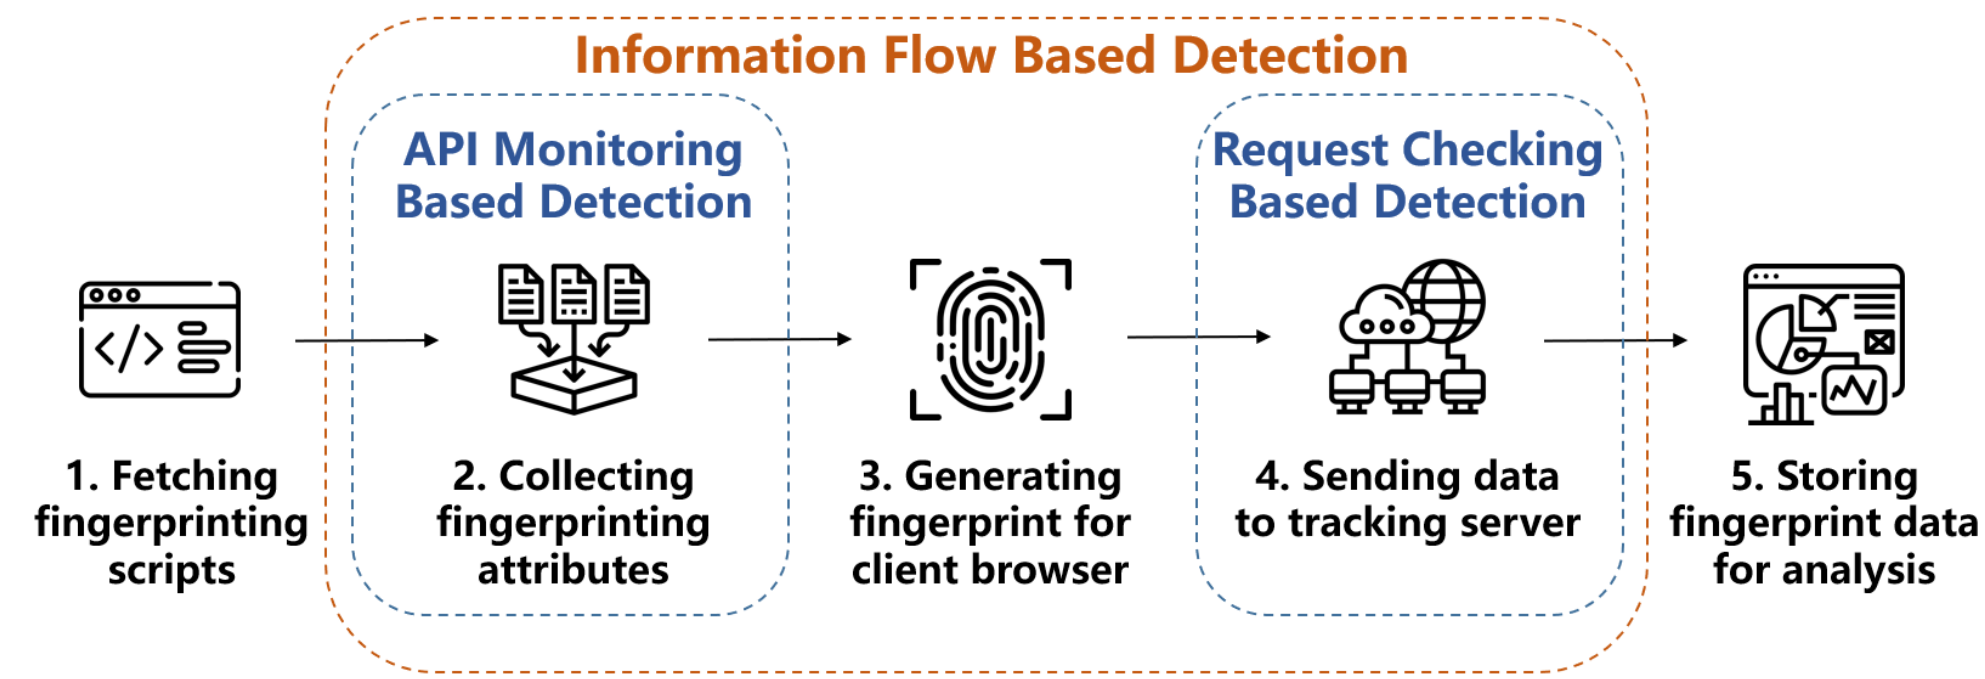 Information Flow Based Detection
API Monitoring
Based Detection
Request Checking
Based Detection
</>
1. Fetching
fingerprinting
scripts
2. Collecting
fingerprinting
attributes
3. Generating
fingerprint for
client browser
4. Sending data
to tracking server
5. Storing
fingerprint data
for analysis